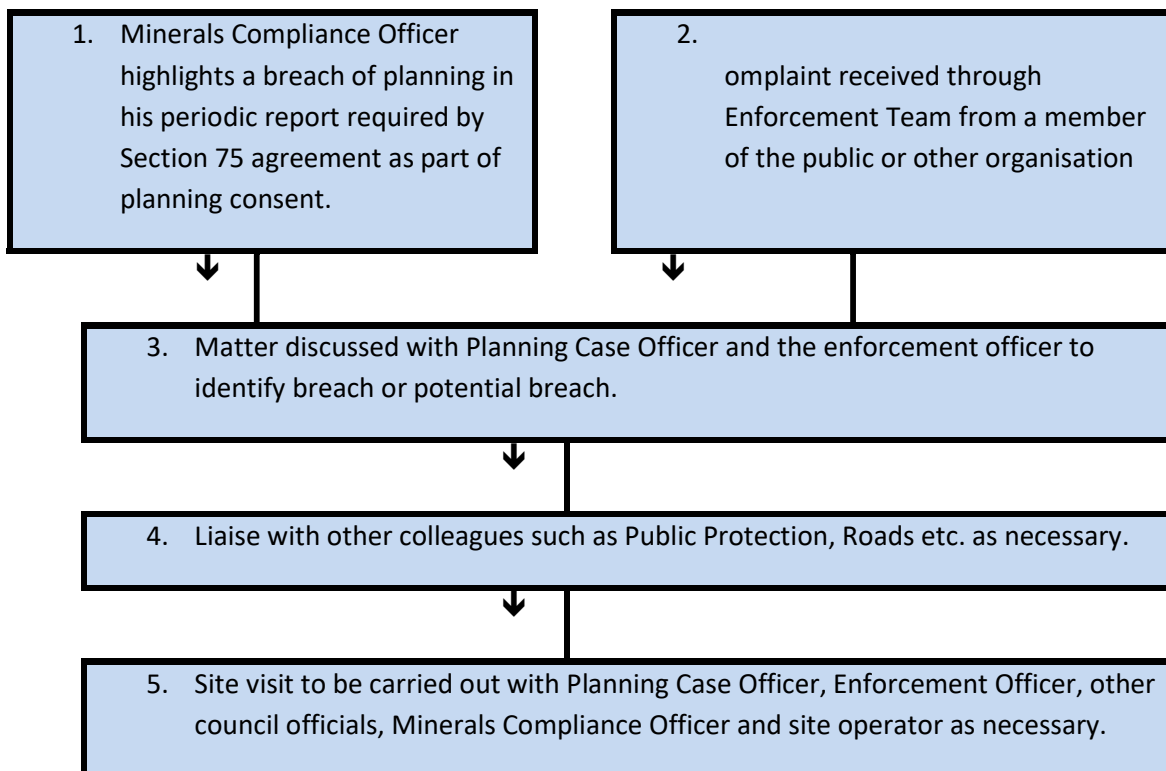 1. Minerals Compliance Officer
highlights a breach of planning in
his periodic report required by
Section 75 agreement as part of
planning consent.
2.
omplaint received through
Enforcement Team from a member
of the public or other organisation
3. Matter discussed with Planning Case Officer and the enforcement officer to
identify breach or potential breach.
4. Liaise with other colleagues such as Public Protection, Roads etc. as necessary.
5. Site visit to be carried out with Planning Case Officer, Enforcement Officer, other
council officials, Minerals Compliance Officer and site operator as necessary.